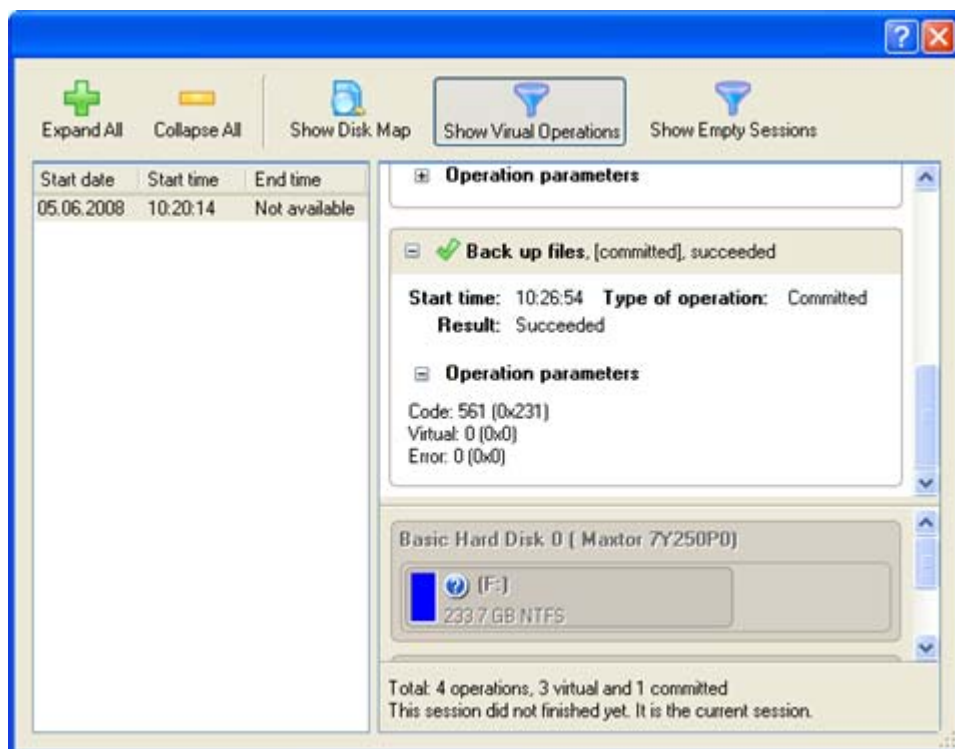 Expand All Collapse All Show Disk Map Show Virual Operations Show Empty Sessions
Start date Start time End time
05.06.2008 10:20:14 Not available
Operation parameters
Back up files, [committed], succeeded
Start time: 10:26:54 Type of operation: Committed
Result: Succeeded
Operation parameters
Code: 561 (0x231)
Virtual: 0 (0x0)
Error: 0 (0x0)
Basic Hard Disk 0 ( Maxtor 7Y250P0)
(F:)
233.7 GB NTFS
Total: 4 operations, 3 virtual and 1 committed
This session did not finished yet. It is the current session.